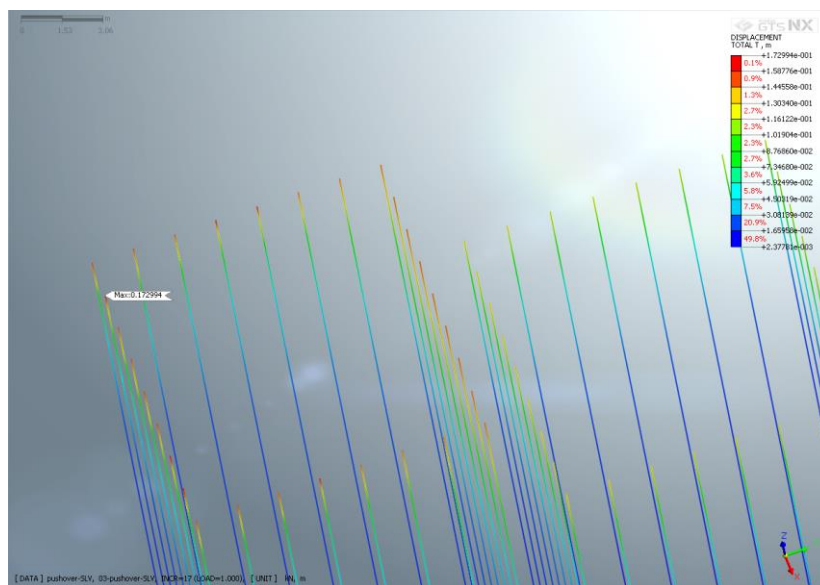 m
0 1.53 3.06
GTS NX
DISPLACEMENT
TOTAL T , m
+1.72994e-001
0.1%
+1.58776e-001
0.9%
+1.44558e-001
1.3%
+1.30340e-001
2.7%
+1.16122e-001
2.3%
+1.01904e-001
2.3%
+8.76860e-002
2.7%
+7.34680e-002
3.6%
+5.92499e-002
5.8%
+4.50319e-002
7.5%
+3.08139e-002
20.9%
+1.65958e-002
49.8%
+2.37781e-003
Max:0.172994
Z
X
[ DATA ] pushover-SLV, 03-pushover-SLV, INCR=17 (LOAD=1.000), [ UNIT ] kN, m